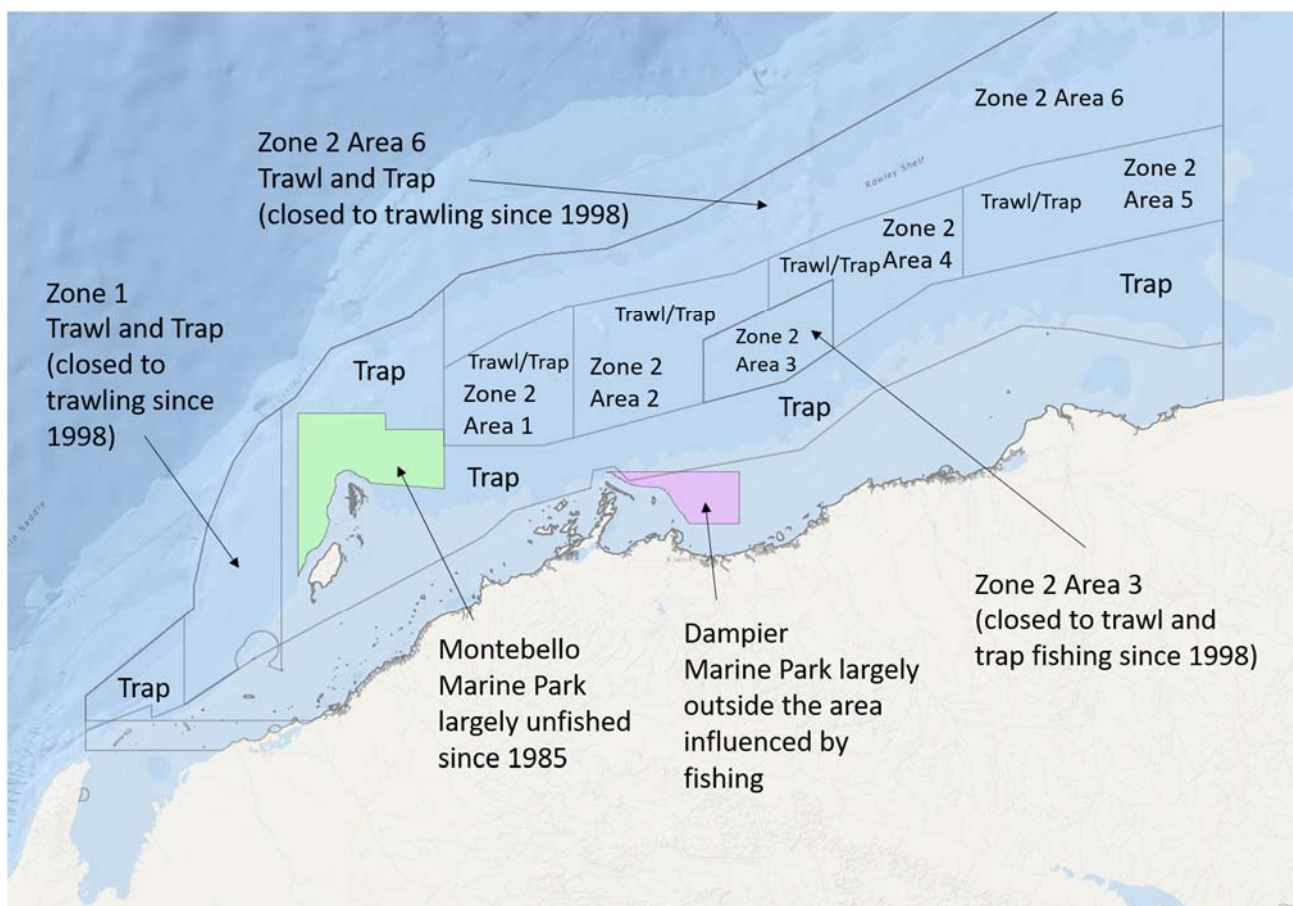 Zone 2 Area 6
Zone 2 Area 6
Trawl and Trap
(closed to trawling since 1998)
Rowley Shelf
Zone 2
Area 5
Trawl/Trap
Zone 2
Area 4
Trawl/Trap
Trap
Zone 1
Trawl and Trap
(closed to
trawling since
1998)
Trawl/Trap
Zone 2
Area 3
Trap
Trawl/Trap
Zone 2
Area 1
Zone 2
Area 2
Trap
Trap
Saddle
Zone 2 Area 3
(closed to trawl and
trap fishing since 1998)
Montebello
Marine Park
largely unfished
since 1985
Dampier
Marine Park largely
outside the area
influenced by
fishing
Trap